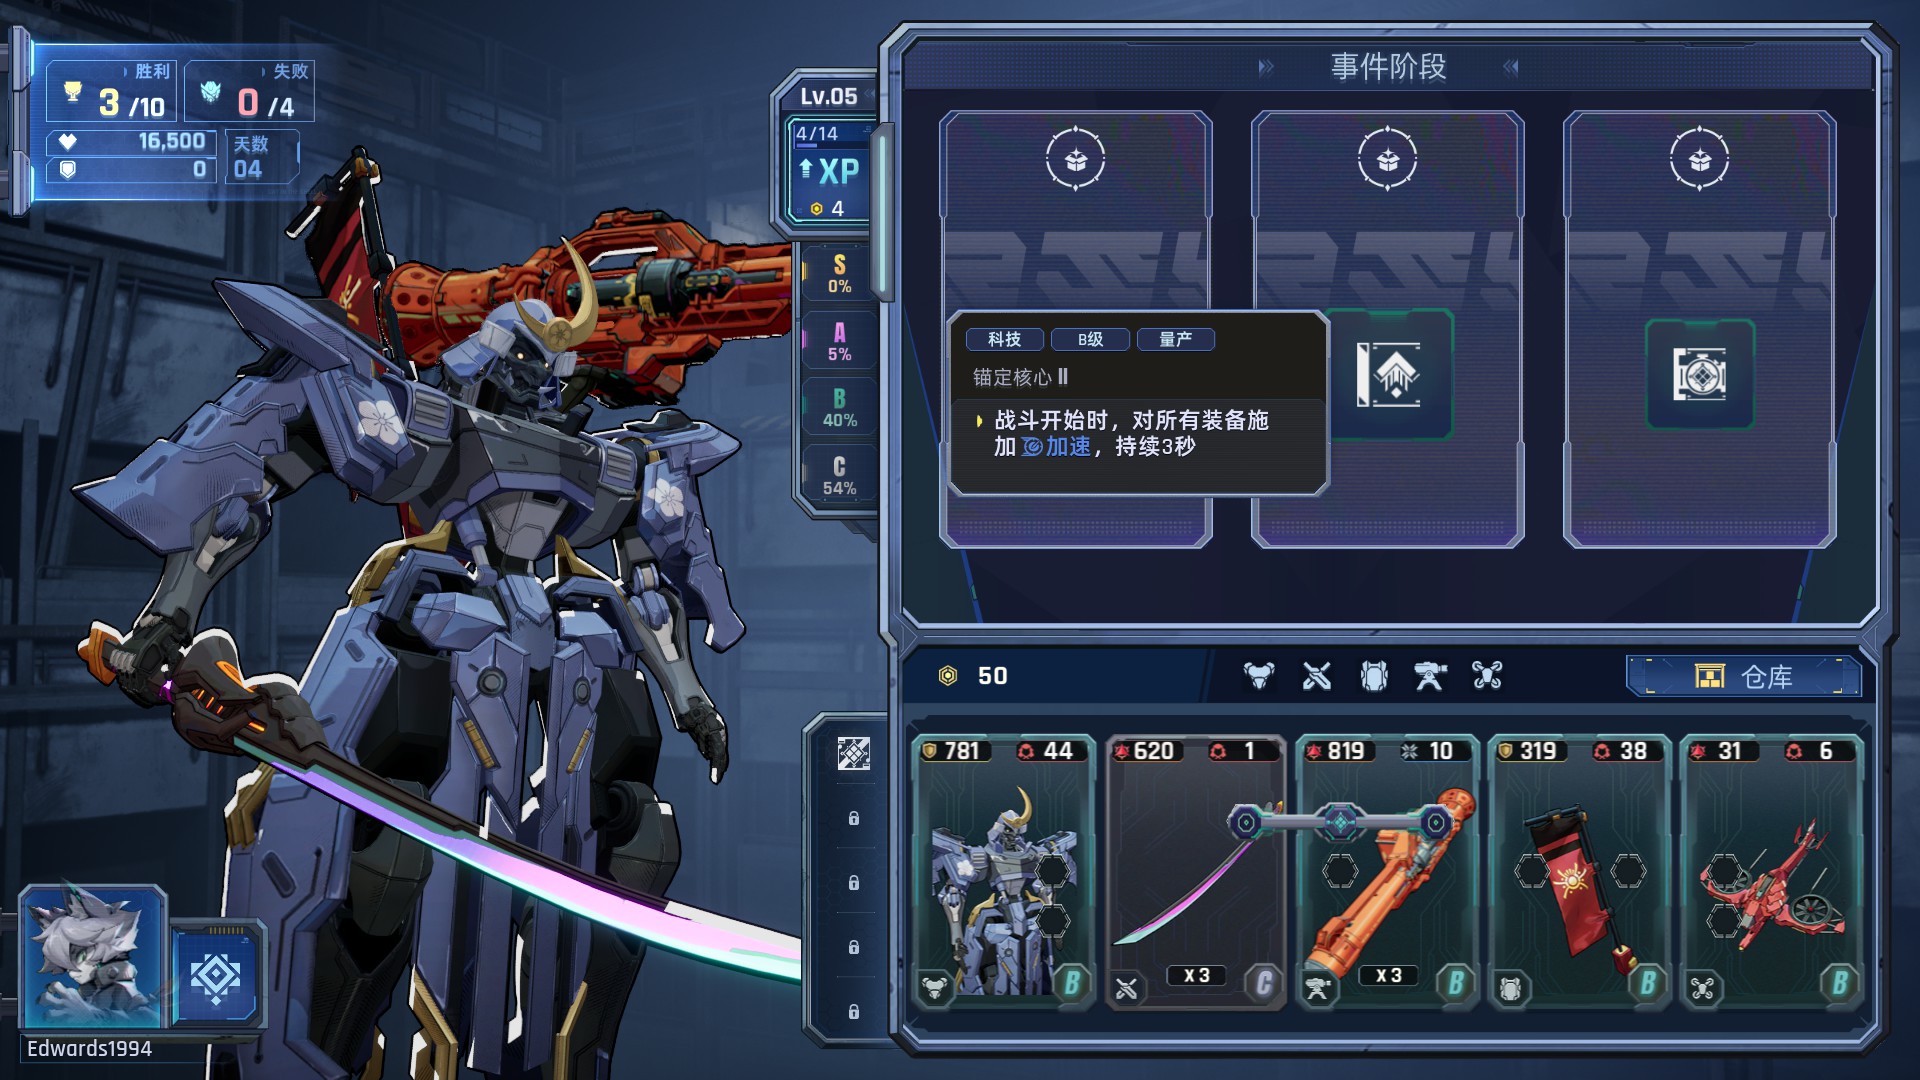 胜利
3 /10
失败
0 /4
16,500
0
天数
04
Lv.05
4/14
XP
4
S
0%
A
5%
B
40%
C
54%
事件阶段
科技
B级
量产
锚定核心 II
战斗开始时，对所有装备施
加加速，持续3秒
50
仓库
781
44
620
1
819
10
319
38
31
6
B
x3
C
x3
B
B
B
Edwards1994